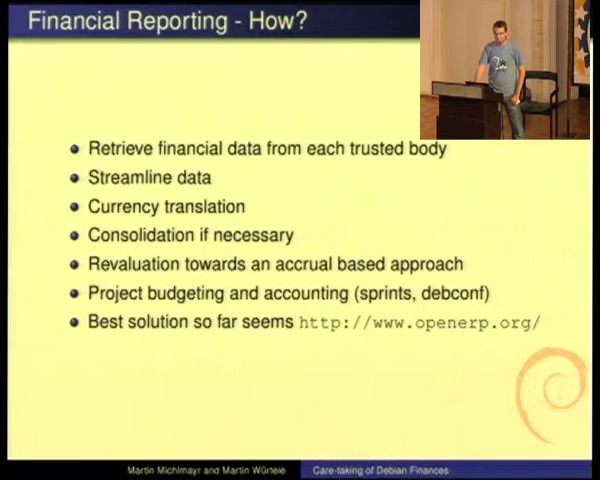 Financial Reporting - How?
Retrieve financial data from each trusted body
Streamline data
Currency translation
Consolidation if necessary
Revaluation towards an accrual based approach
Project budgeting and accounting (sprints, debconf)
Best solution so far seems http://www.openerp.org/
Martin Michlmayr and Martin Würtele
Care-taking of Debian Finances